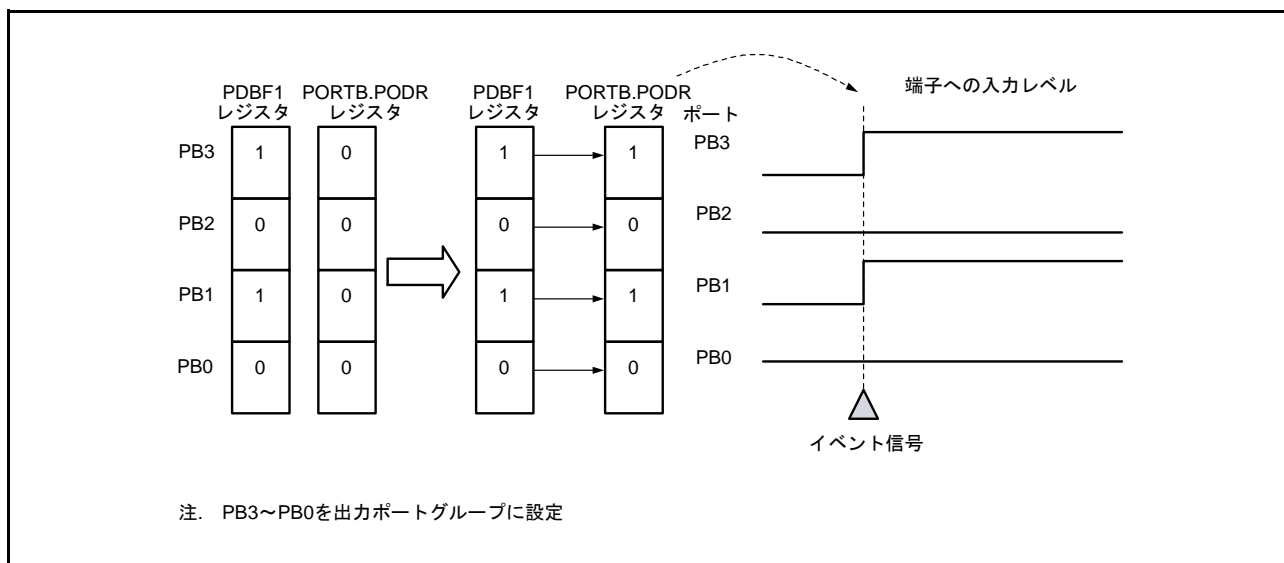 PDBF1 PORTB.PODR PDBF1 PORTB.PODR 端子への入力レベル
レジスタ レジスタ レジスタ レジスタ ポート
PB3 1 0 1 1 PB3
PB2 0 0 0 0 PB2
PB1 1 0 1 1 PB1
PB0 0 0 0 0 PB0
イベント信号
注. PB3～PB0を出力ポートグループに設定